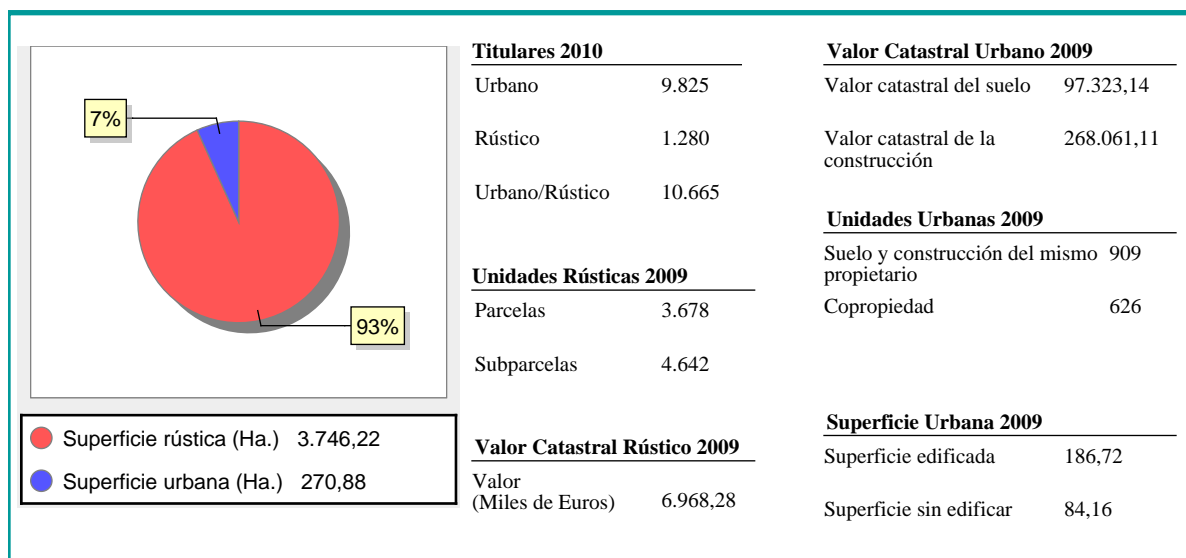 7%
93%
Superficie rústica (Ha.) 3.746,22
Superficie urbana (Ha.) 270,88
Titulares 2010
Urbano 9.825
Rústico 1.280
Urbano/Rústico 10.665
Unidades Rústicas 2009
Parcelas 3.678
Subparcelas 4.642
Valor Catastral Rústico 2009
Valor
(Miles de Euros) 6.968,28
Valor Catastral Urbano 2009
Valor catastral del suelo 97.323,14
Valor catastral de la 268.061,11
construcción
Unidades Urbanas 2009
Suelo y construcción del mismo 909
propietario
Copropiedad 626
Superficie Urbana 2009
Superficie edificada 186,72
Superficie sin edificar 84,16